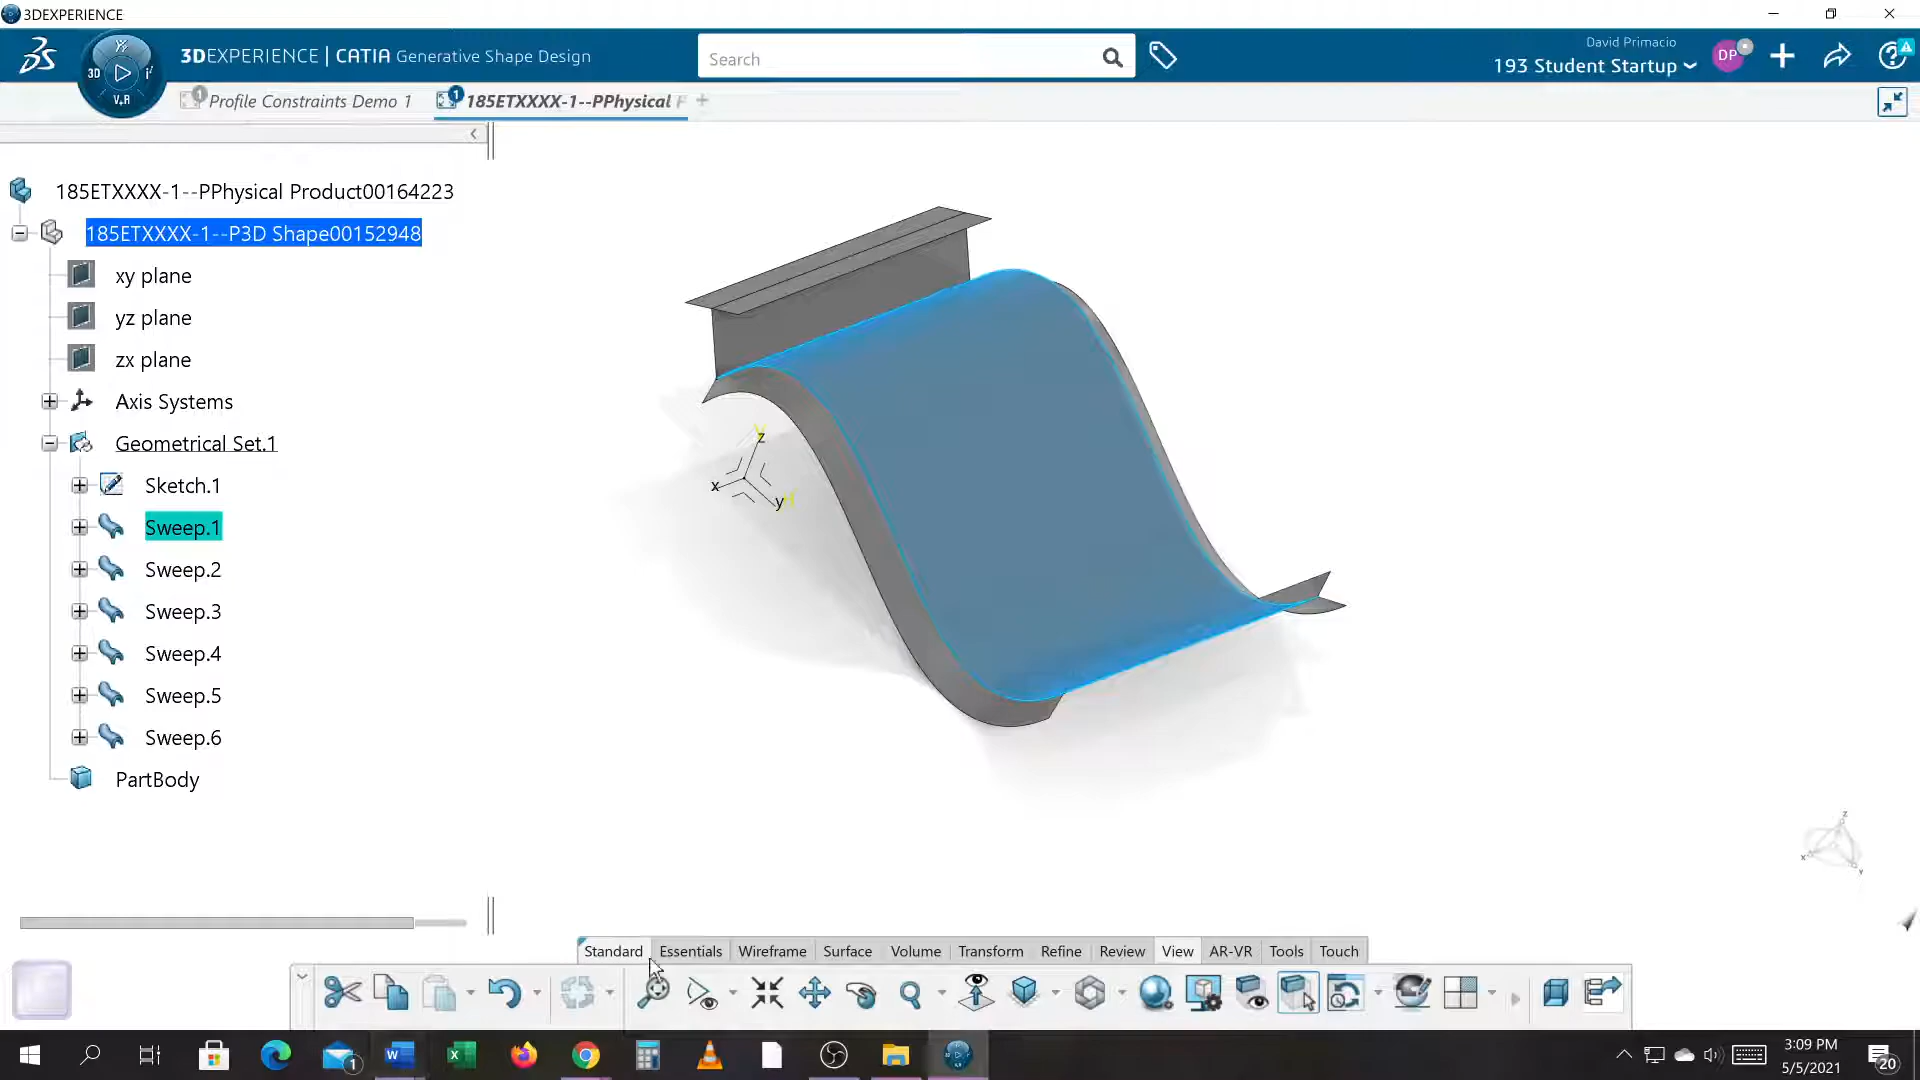 3DEXPERIENCE
3DEXPERIENCE | CATIA Generative Shape Design
3D
i
V.R
Search
David Primacio
193 Student Startup
DP
1 Profile Constraints Demo 1
1 185ETXXXX-1--PPhysical
185ETXXXX-1--PPhysical Product00164223
185ETXXXX-1--P3D Shape00152948
xy plane
yz plane
zx plane
Axis Systems
Geometrical Set.1
Sketch.1
Sweep.1
Sweep.2
Sweep.3
Sweep.4
Sweep.5
Sweep.6
PartBody
z
x
y
Standard Essentials Wireframe Surface Volume Transform Refine Review View AR-VR Tools Touch
1
3:09 PM
5/5/2021
20